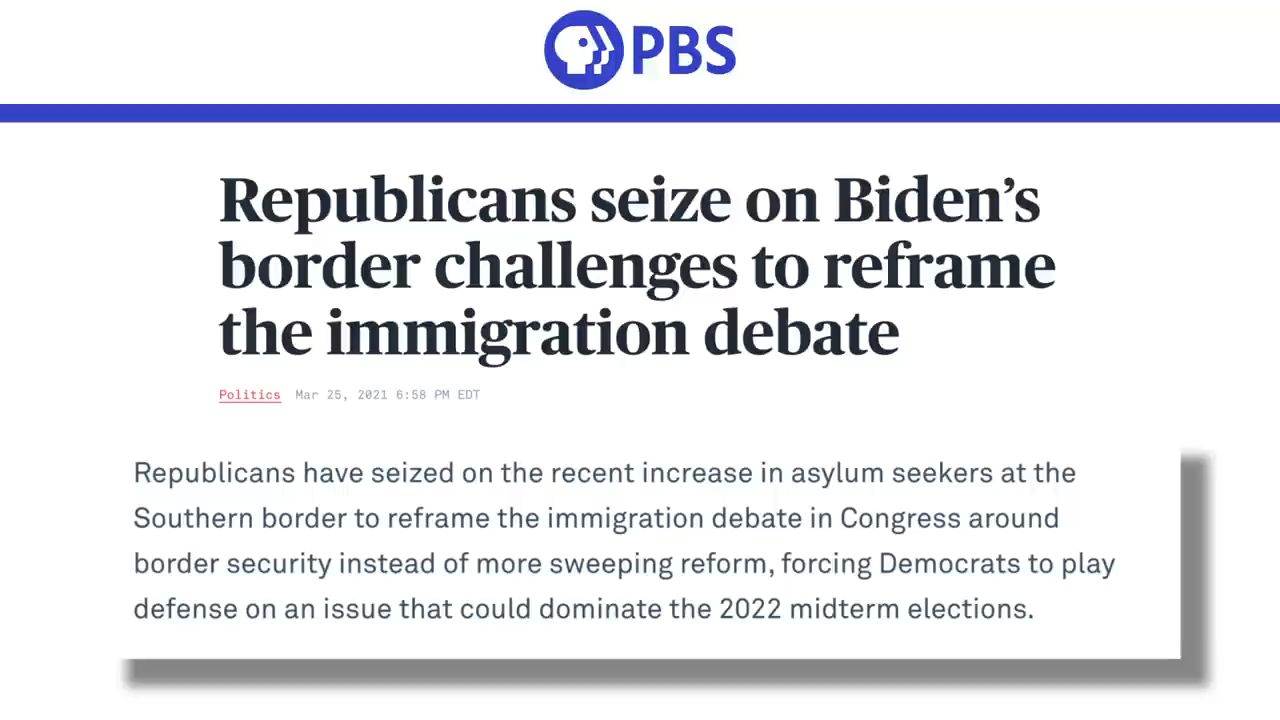 PBS
Republicans seize on Biden’s
border challenges to reframe
the immigration debate
Politics Mar 25, 2021 6:58 PM EDT
Republicans have seized on the recent increase in asylum seekers at the
Southern border to reframe the immigration debate in Congress around
border security instead of more sweeping reform, forcing Democrats to play
defense on an issue that could dominate the 2022 midterm elections.